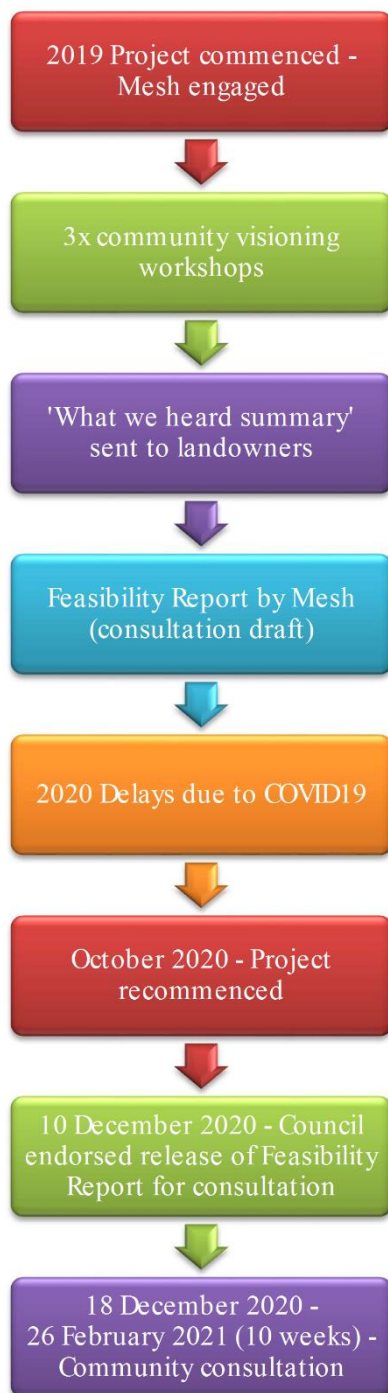 2019 Project commenced -
Mesh engaged
3x community visioning
workshops
'What we heard summary'
sent to landowners
Feasibility Report by Mesh
(consultation draft)
2020 Delays due to COVID19
October 2020 - Project
recommenced
10 December 2020 - Council
endorsed release of Feasibility
Report for consultation
18 December 2020 -
26 February 2021 (10 weeks) -
Community consultation